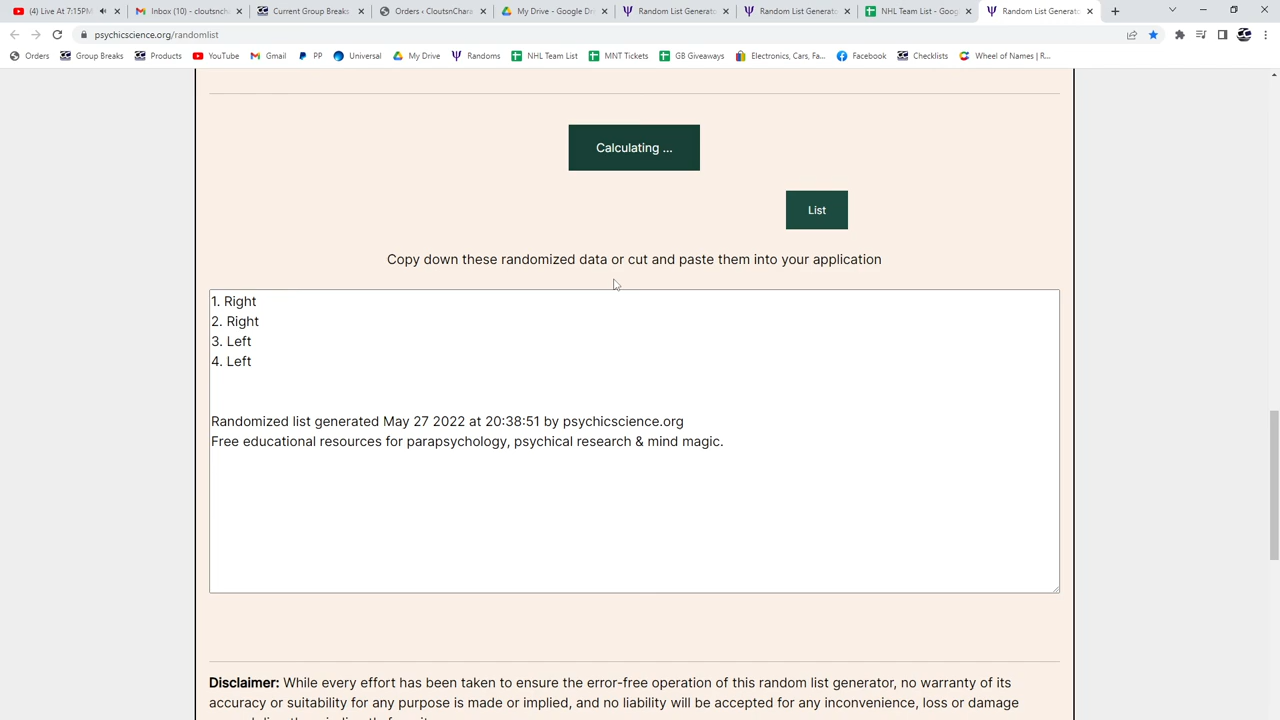 (4) Live At 7:15PM
Inbox (10) - cloutsnch
Current Group Breaks
Orders ‹ CloutsnChara
My Drive - Google Dri
Random List Generato
Random List Generato
NHL List - Goog
Random List Generato
psychicscience.org/randomlist
Orders
Group Breaks
Products
YouTube
Gmail
PP
Universal
My Drive
Randoms
NHL Team List
MNT Tickets
GB Giveaways
Electronics, Cars, Fa...
Facebook
Checklists
Wheel of Names | R...
Calculating ...
List
Copy down these randomized data or cut and paste them into your application
1. Right
2. Right
3. Left
4. Left
Randomized list generated May 27 2022 at 20:38:51 by psychicscience.org
Free educational resources for parapsychology, psychical research & mind magic.
Disclaimer: While every effort has been taken to ensure the error-free operation of this random list generator, no warranty of its
accuracy or suitability for any purpose is made or implied, and no liability will be accepted for any inconvenience, loss or damage